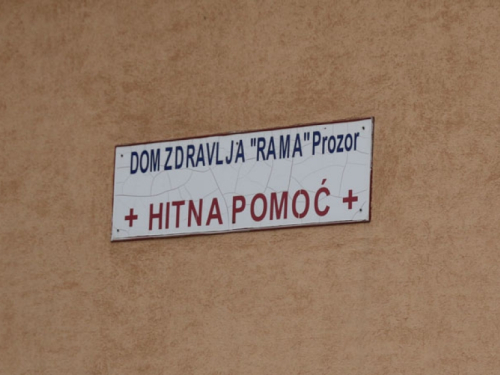 DOM ZDRAVLJA "RAMA" Prozor
+ HITNA POMOĆ +